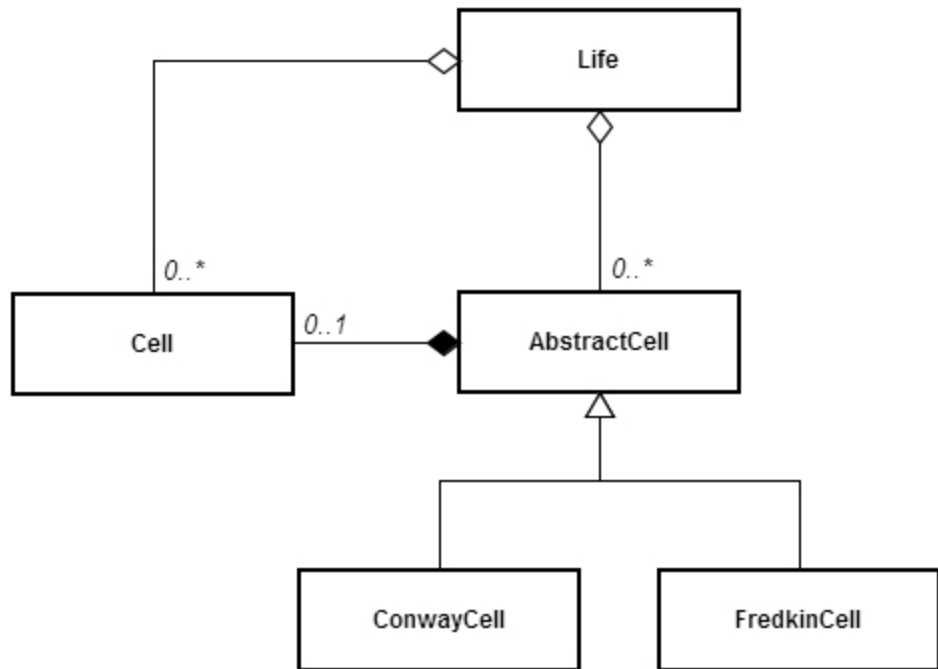 Life
0..*
0..*
Cell
0..1
AbstractCell
ConwayCell
FredkinCell